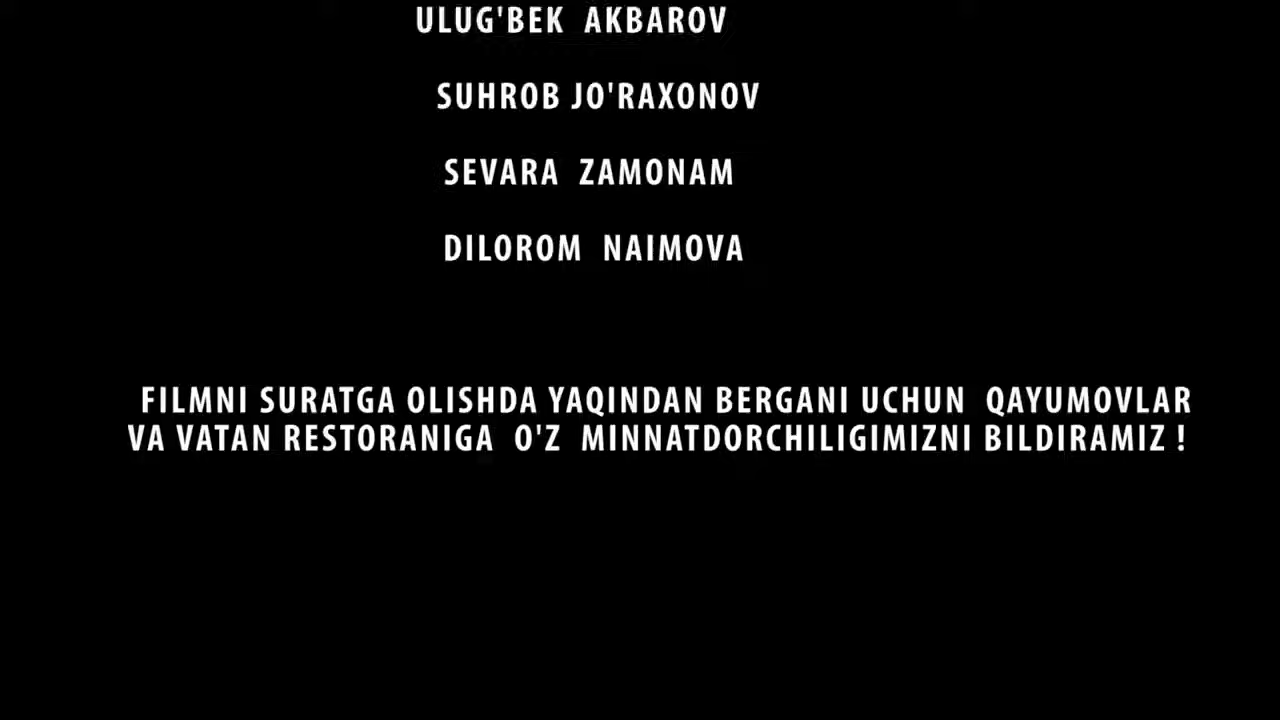 ULUG'BEK AKBAROV
SUHROB JO'RAXONOV
SEVARA ZAMONAM
DILOROM NAIMOVA
FILMNI SURATGA OLISHDA YAQINDAN BERGANI UCHUN QAYUMOVLAR
VA VATAN RESTORANIGA O'Z MINNATDORCHILIGIMIZNI BILDIRAMIZ !